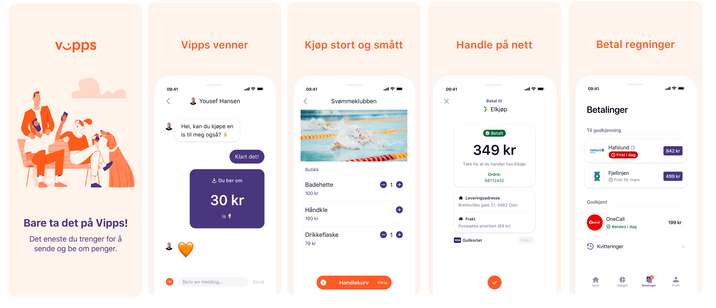 vipps
Bare ta det på Vipps!
Det eneste du trenger for å
sende og be om penger.
Vipps venner
09:41
Yousef Hansen
Hei, kan du kjøpe en
is til meg også?
Klart det!
Du ber om
30 kr
Is
Skriv en melding...
Send
Kjøp stort og smått
09:41
Svømmeklubben
Butikk
Badehette
100 kr
1
Håndkle
Drikkeflaske
79 kr
1
Handlekurv
179 kr
Handle på nett
09:41
Betal til
Elkjøp
Betalt
349 kr
Takk for at du handler hos Elkjøp
Ordre:
Leveringsadresse
Frakt
Gullkortet
Betal regninger
09:41
Betalinger
Til godkjenning
Hafslund
Frist i dag
842 kr
Fjellinjen
Frist 19. mars
499 kr
Godkjent
OneCall
Betales i dag
199 kr
Kvitteringer
Hjem
Betalinger
Profil